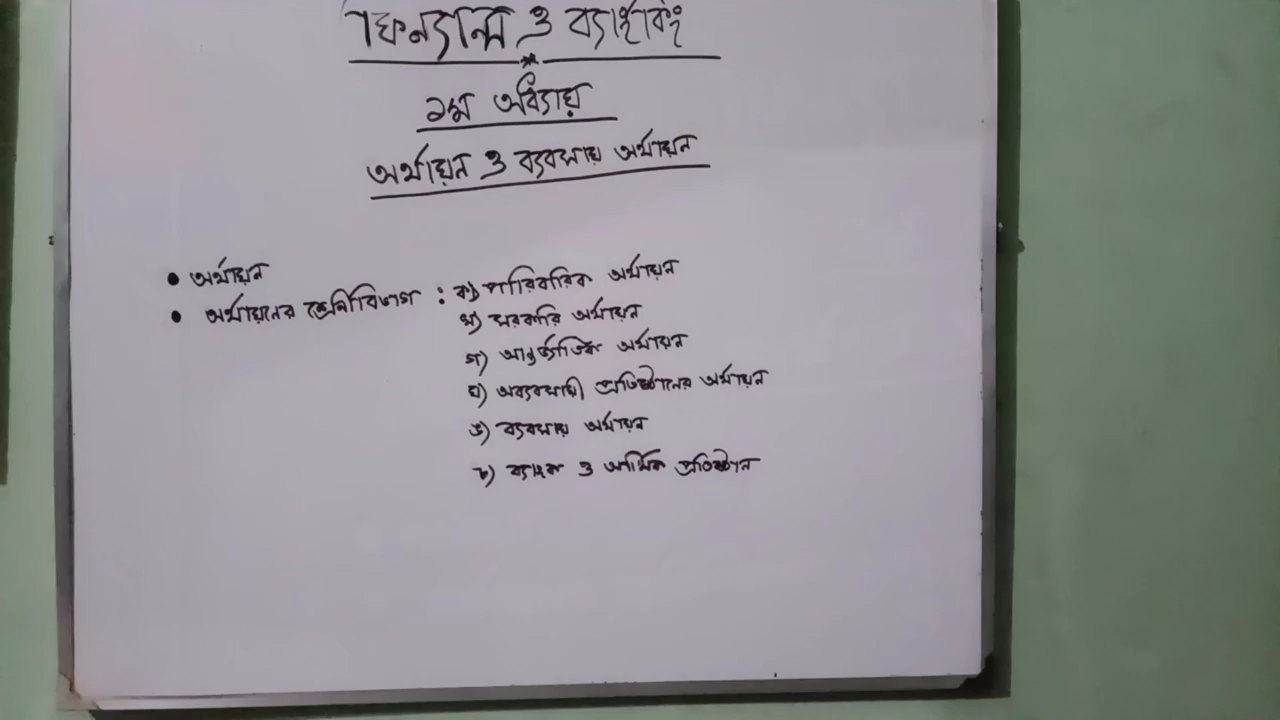 ফিন্যান্স ও ব্যাংকিং
১ম অধ্যায়
অর্থায়ন ও ব্যবসায় অর্থায়ন
• অর্থায়ন
• অর্থায়নের শ্রেণীবিভাগ : ক) পারিবারিক অর্থায়ন
খ) সরকারি অর্থায়ন
গ) আন্তর্জাতিক অর্থায়ন
ঘ) অব্যবসায়ী প্রতিষ্ঠানের অর্থায়ন
ঙ) ব্যবসায় অর্থায়ন
চ) ব্যাংক ও আর্থিক প্রতিষ্ঠান